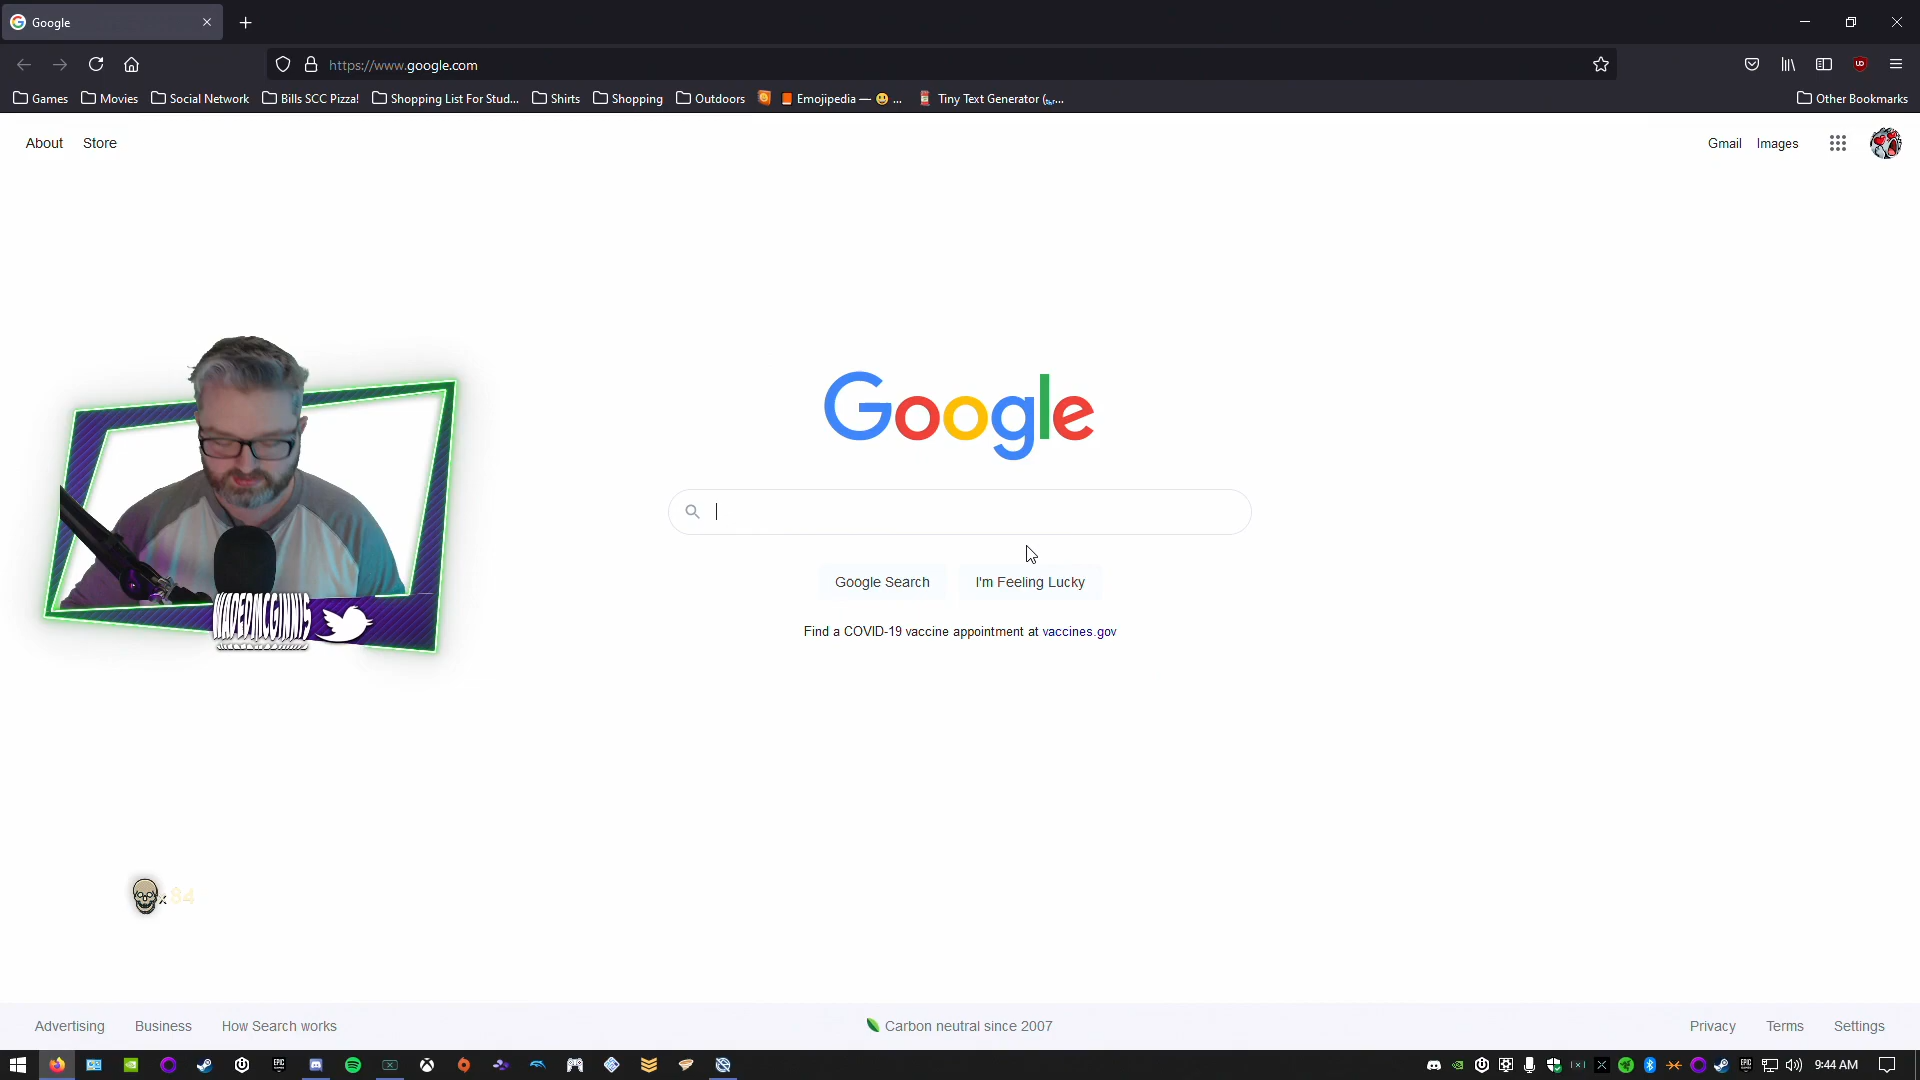 Google
https://www.google.com
Games Movies Social Network Bills SCC Pizza! Shopping List For Stud... Shirts Shopping Outdoors Emojipedia — 😃 ... Tiny Text Generator (... Other Bookmarks
About Store Gmail Images
Google
Google Search I'm Feeling Lucky
Find a COVID-19 vaccine appointment at vaccines.gov
WADEDMCGINNIS
x 84
Advertising Business How Search works Carbon neutral since 2007 Privacy Terms Settings
EPIC 9:44 AM